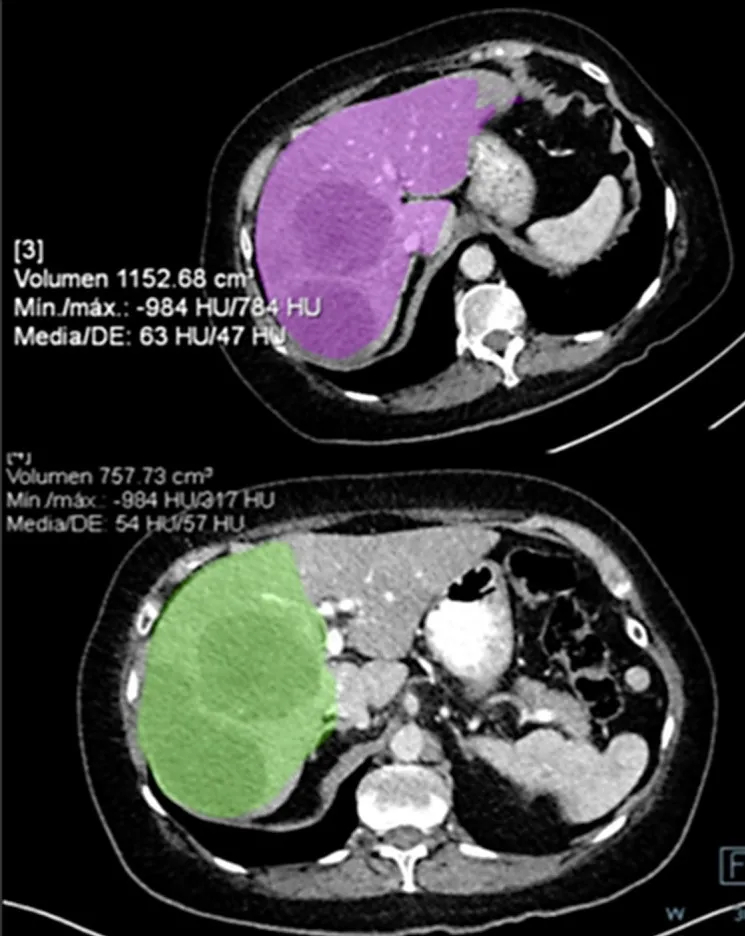 [3]
Volumen 1152.68 cm³
Mín./máx.: -984 HU/784 HU
Media/DE: 63 HU/47 HU
Volumen 757.73 cm³
Mín./máx.: -984 HU/317 HU
Media/DE: 54 HU/57 HU
F
W